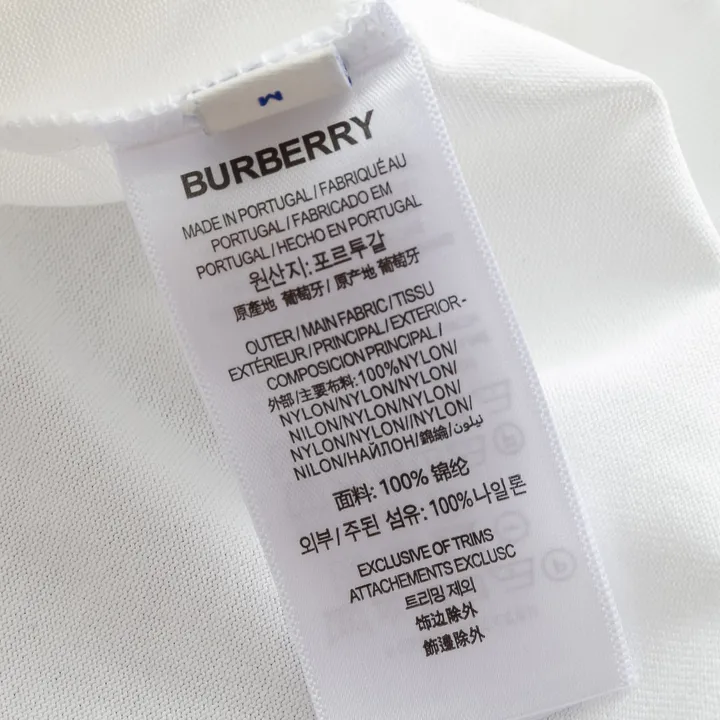 M
BURBERRY
MADE IN PORTUGAL / FABRIQUÉ AU
PORTUGAL / FABRICADO EM
PORTUGAL / HECHO EN PORTUGAL
원산지: 포르투갈
原產地 葡萄牙 / 原产地 葡萄牙
OUTER / MAIN FABRIC / TISSU
EXTÉRIEUR / PRINCIPAL / EXTERIOR-
COMPOSICION PRINCIPAL /
外部 /主要布料: 100%NYLON/
NYLON/NYLON/NYLON/
NILON/NYLON/NYLON/
NYLON/NYLON//NYLON/
NILON/НАЙЛОН/錦綸/نيلون/
面料: 100% 锦纶
외부 / 주된 섬유: 100%나일론
EXCLUSIVE OF TRIMS
ATTACHEMENTS EXCLUSC
트리밍 제외
饰边除外
飾邊除外